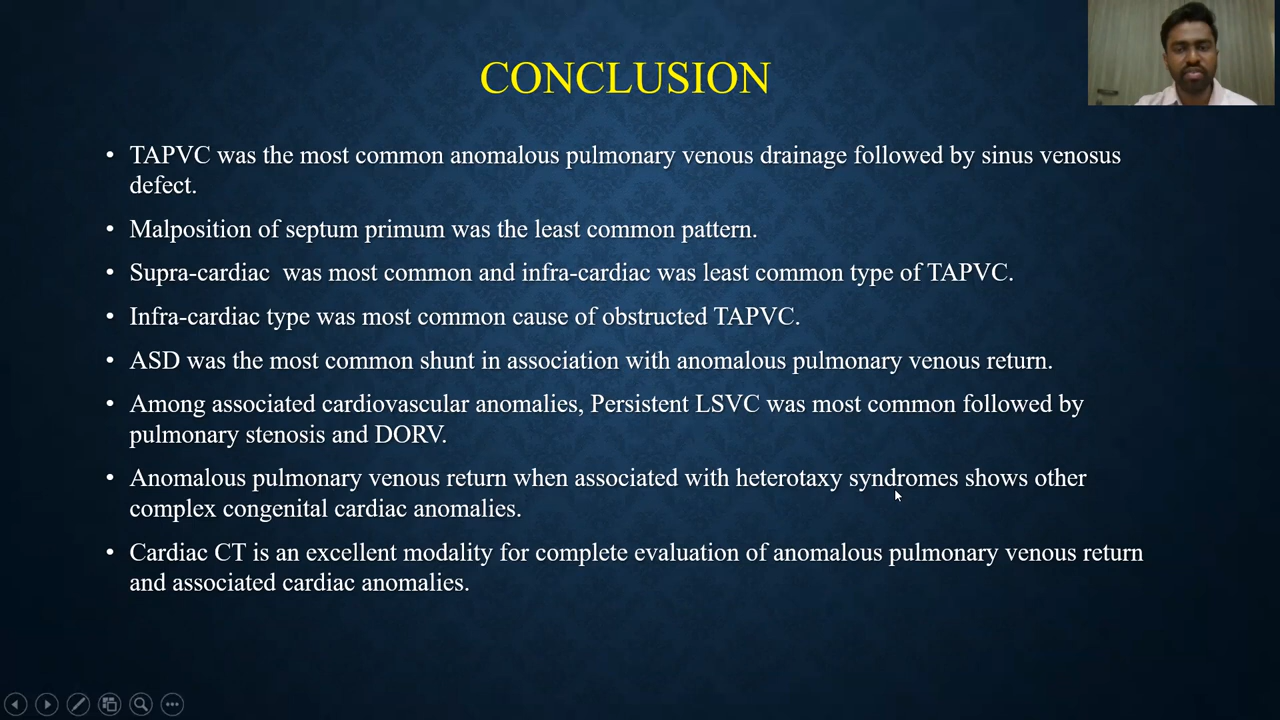 CONCLUSION
• TAPVC was the most common anomalous pulmonary venous drainage followed by sinus venosus
defect.
• Malposition of septum primum was the least common pattern.
• Supra-cardiac  was most common and infra-cardiac was least common type of TAPVC.
• Infra-cardiac type was most common cause of obstructed TAPVC.
• ASD was the most common shunt in association with anomalous pulmonary venous return.
• Among associated cardiovascular anomalies, Persistent LSVC was most common followed by
pulmonary stenosis and DORV.
• Anomalous pulmonary venous return when associated with heterotaxy syndromes shows other
complex congenital cardiac anomalies.
• Cardiac CT is an excellent modality for complete evaluation of anomalous pulmonary venous return
and associated cardiac anomalies.